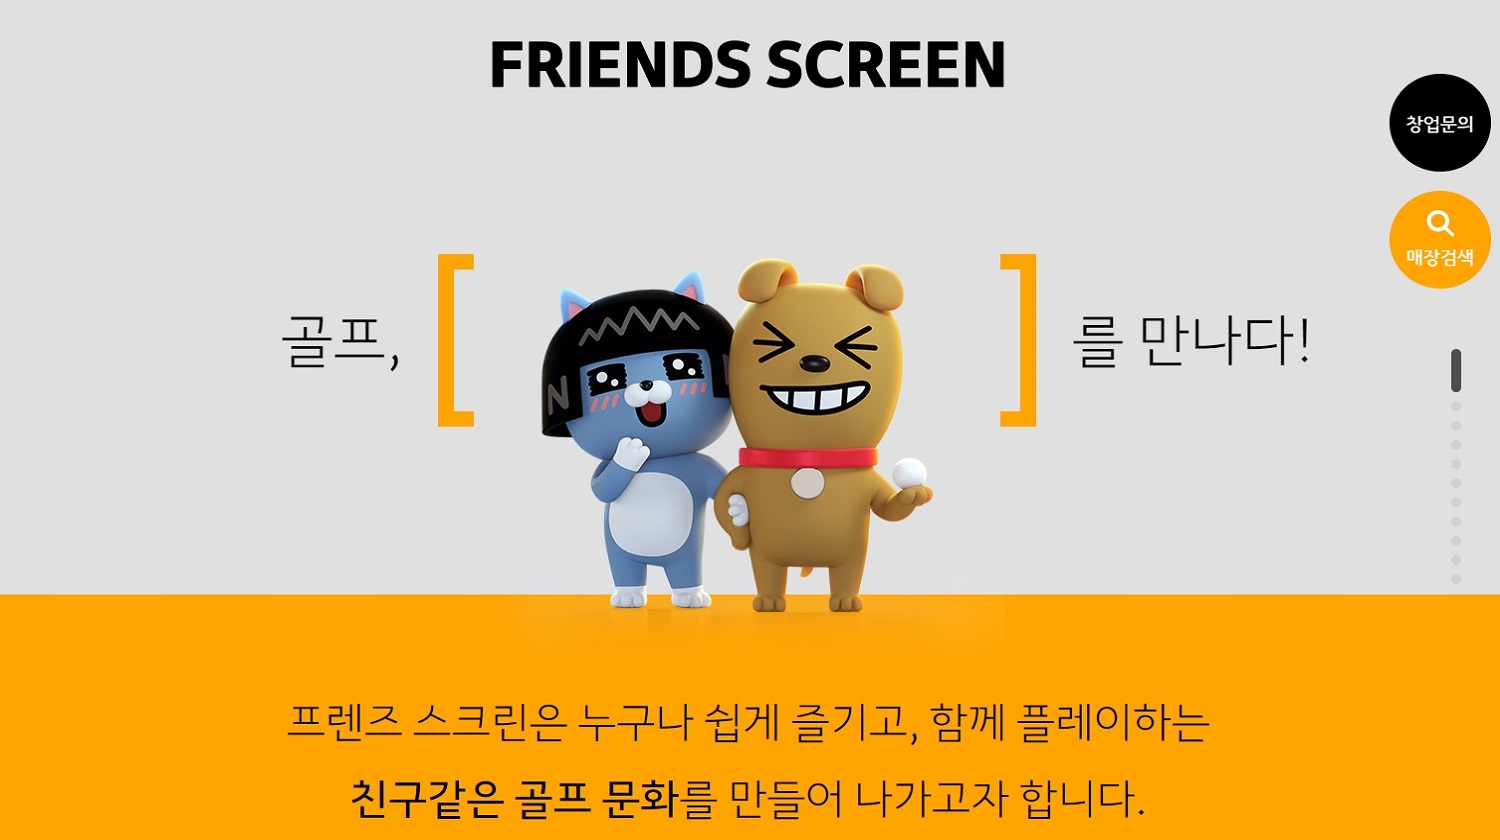 FRIENDS SCREEN
창업문의
매장검색
골프, [ ] 를 만나다!
프렌즈 스크린은 누구나 쉽게 즐기고, 함께 플레이하는
친구같은 골프 문화를 만들어 나가고자 합니다.